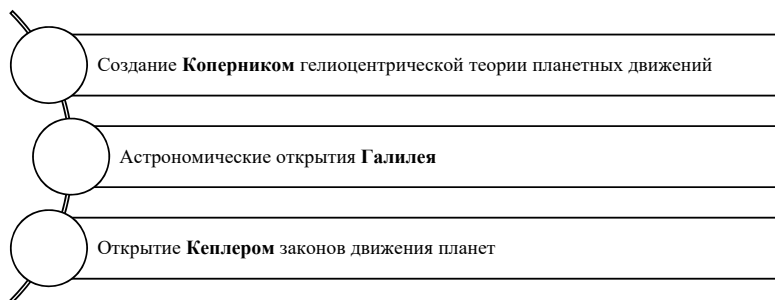 Создание Коперником гелиоцентрической теории планетных движений
Астрономические открытия Галилея
Открытие Кеплером законов движения планет